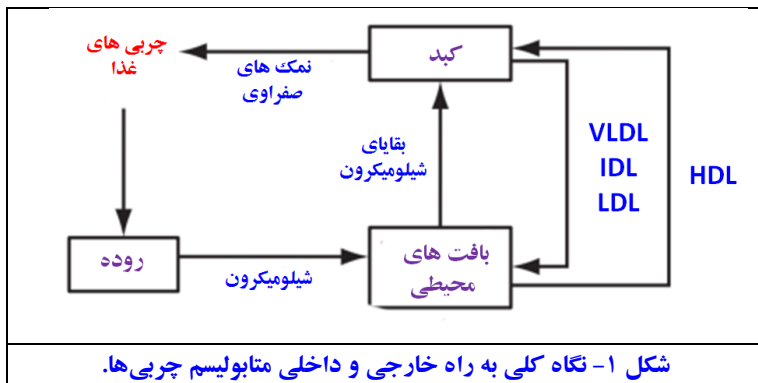 چربی های
غذا
نمک های
صفراوی
کبد
بقایای
شیلومیکرون
VLDL
IDL
LDL
HDL
روده
شیلومیکرون
بافت های
محیطی
شکل ۱- نگاه کلی به راه خارجی و داخلی متابولیسم چربی‌ها.